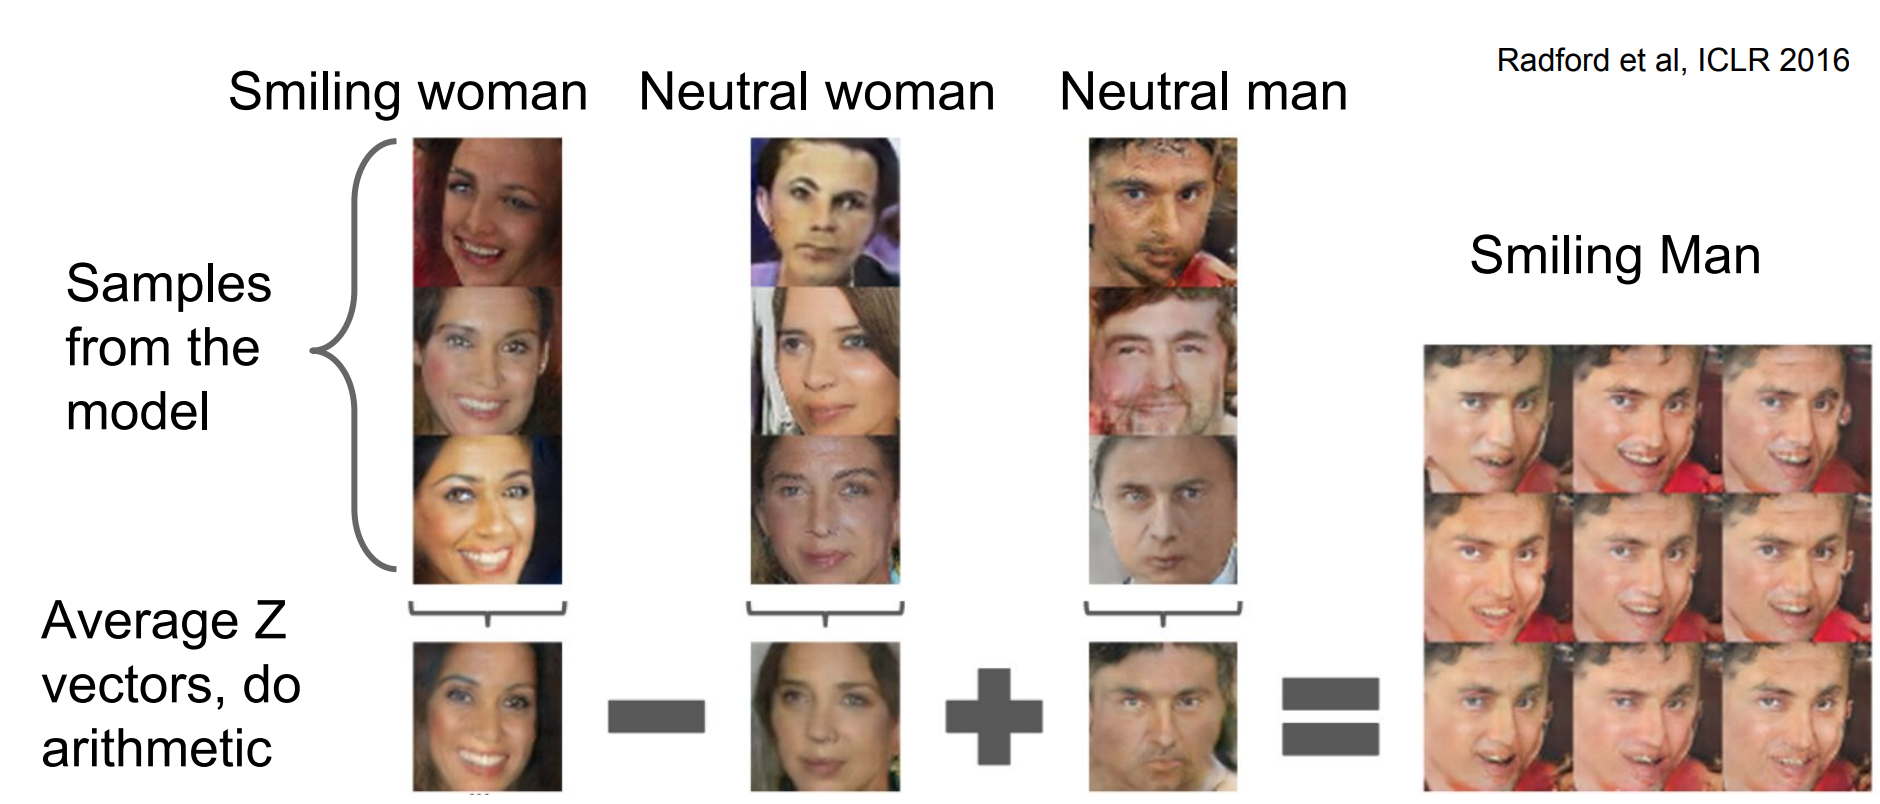 Radford et al, ICLR 2016
Smiling woman
Neutral woman
Neutral man
Smiling Man
Samples
from the
model
Average Z
vectors, do
arithmetic